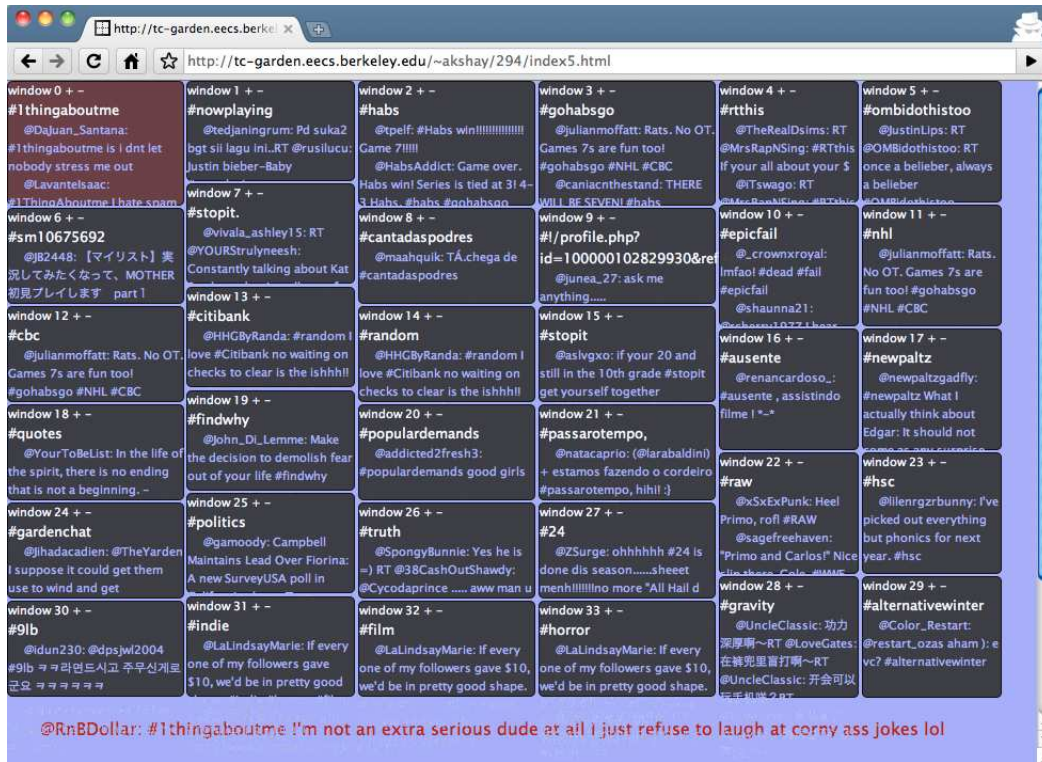 http://tc-garden.eecs.berkel
http://tc-garden.eecs.berkeley.edu/~akshay/294/index5.html
window 0 + -
#1thingaboutme
@DaJuan_Santana:
#1thingaboutme is i dnt let
nobody stress me out
@Lavantelsaac:
#1ThingAboutme I hate spam
window 1 + -
#nowplaying
@tedjaningrum: Pd suka2
bgt sii lagu ini..RT @rusilucu:
Justin bieber-Baby
window 2 + -
#habs
@tpelf: #Habs win!!!!!!!!!!!!!!!
Game 7!!!!!
@HabsAddict: Game over.
Habs win! Series is tied at 3! 4-
3 Habs. #habs #gohabsgo
window 3 + -
#gohabsgo
@julianmoffatt: Rats. No OT.
Games 7s are fun too!
#gohabsgo #NHL #CBC
@caniacnthestand: THERE
WILL BE SEVEN! #habs
window 4 + -
#rtthis
@TheRealDsims: RT
@MrsRapNSing: #RTthis
If your all about your $
@iTswago: RT
@MrsRapNSing: #RTthis
window 5 + -
#ombidothistoo
@JustinLips: RT
@OMBidothistoo: RT
once a belieber, always
a belieber
#OMBidothistoo
window 6 + -
#sm10675692
@JB2448: 【マイリスト】実
況してみたくなって、MOTHER
初見プレイします part1
window 7 + -
#stopit.
@vivala_ashley15: RT
@YOURStrulyneesh:
Constantly talking about Kat
window 8 + -
#cantadaspodres
@maahquik: TÁ.chega de
#cantadaspodres
window 9 + -
#!/profile.php?
id=100000102829930&ref
@junea_27: ask me
anything.....
window 10 + -
#epicfail
@_crownxroyal:
lmfao! #dead #fail
#epicfail
@shaunna21:
window 11 + -
#nhl
@julianmoffatt: Rats.
No OT. Games 7s are
fun too! #gohabsgo
#NHL #CBC
window 12 + -
#cbc
@julianmoffatt: Rats. No OT.
Games 7s are fun too!
#gohabsgo #NHL #CBC
window 13 + -
#citibank
@HHGByRanda: #random I
love #Citibank no waiting on
checks to clear is the ishhh!!
window 14 + -
#random
@HHGByRanda: #random I
love #Citibank no waiting on
checks to clear is the ishhh!!
window 15 + -
#stopit
@aslvgxo: if your 20 and
still in the 10th grade #stopit
get yourself together
window 16 + -
#ausente
@renancardoso_:
#ausente , assistindo
filme ! *-*
window 17 + -
#newpaltz
@newpaltzgadfly:
#newpaltz What I
actually think about
Edgar: It should not
come as any surprise
window 18 + -
#quotes
@YourToBeList: In the life of
the spirit, there is no ending
that is not a beginning. -
window 19 + -
#findwhy
@John_Di_Lemme: Make
the decision to demolish fear
out of your life #findwhy
window 20 + -
#populardemands
@addicted2fresh3:
#populardemands good girls
window 21 + -
#passarotempo,
@natacaprio: (@larabaldini)
+ estamos fazendo o cordeiro
#passarotempo, hihi! :}
window 22 + -
#raw
@xSxExPunk: Heel
Primo, rofl #RAW
@sagefreehaven:
"Primo and Carlos!" Nice
slip there, Cole. #WWE
window 23 + -
#hsc
@lilenrgzrbunny: I've
picked out everything
but phonics for next
year. #hsc
window 24 + -
#gardenchat
@Jihadacadien: @TheYarden
I suppose it could get them
use to wind and get
window 25 + -
#politics
@gamoody: Campbell
Maintains Lead Over Fiorina:
A new SurveyUSA poll in
window 26 + -
#truth
@SpongyBunnie: Yes he is
=) RT @38CashOutShawdy:
@Cycodaprince ..... aww man u
window 27 + -
#24
@ZSurge: ohhhhhh #24 is
done dis season......sheeet
menh!!!!!!!no more "All Hail d
window 28 + -
#gravity
@UncleClassic: 功力
深厚啊～RT @LoveGates:
在裤兜里盲打啊～RT
@UncleClassic: 开会可以
玩手机咩？RT
window 29 + -
#alternativewinter
@Color_Restart:
@restart_ozas aham ): e
vc? #alternativewinter
window 30 + -
#9lb
@idun230: @dpsjwl2004
#9lb ㅋㅋ라면드시고 주무신게로
군요 ㅋㅋㅋㅋㅋㅋ
window 31 + -
#indie
@LaLindsayMarie: If every
one of my followers gave
$10, we'd be in pretty good
window 32 + -
#film
@LaLindsayMarie: If every
one of my followers gave $10,
we'd be in pretty good shape.
window 33 + -
#horror
@LaLindsayMarie: If every
one of my followers gave $10,
we'd be in pretty good shape.
@RnBDollar: #1thingaboutme I'm not an extra serious dude at all i just refuse to laugh at corny ass jokes lol